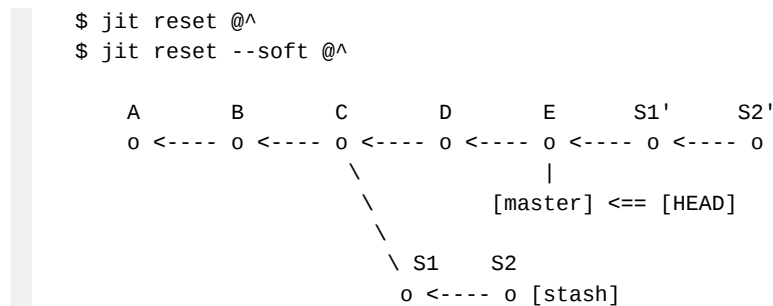 $ jit reset @^
$ jit reset --soft @^
A B C D E S1' S2'
o <---- o <---- o <---- o <---- o <---- o <---- o
\ |
\ [master] <== [HEAD]
\
\ S1 S2
o <---- o [stash]